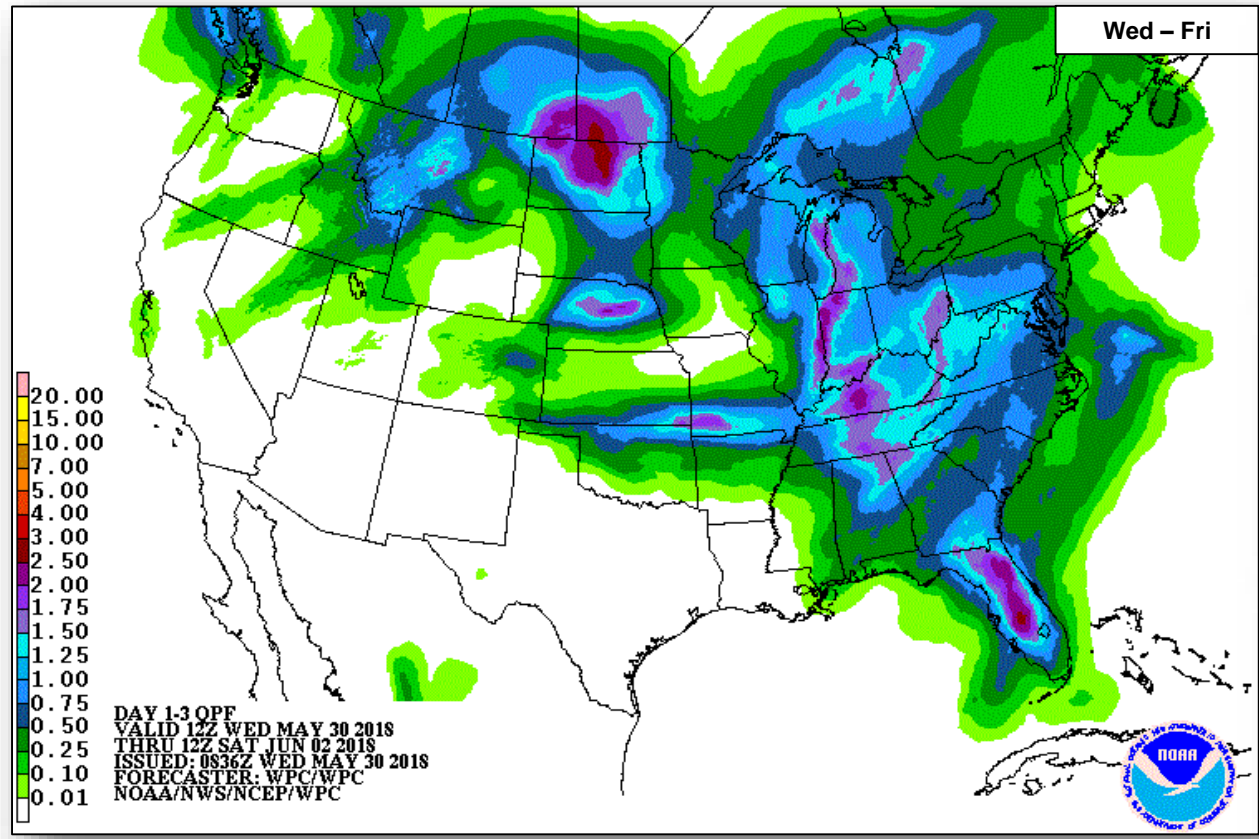 Wed – Fri
20.00
15.00
10.00
7.00
5.00
4.00
3.00
2.50
2.00
1.75
1.50
1.25
1.00
0.75
0.50
0.25
0.10
0.01
DAY 1-3 QPF
VALID 12Z WED MAY 30 2018
THRU 12Z SAT JUN 02 2018
ISSUED: 0836Z WED MAY 30 2018
FORECASTER: WPC/WPC
NOAA/NWS/NCEP/WPC
NOAA